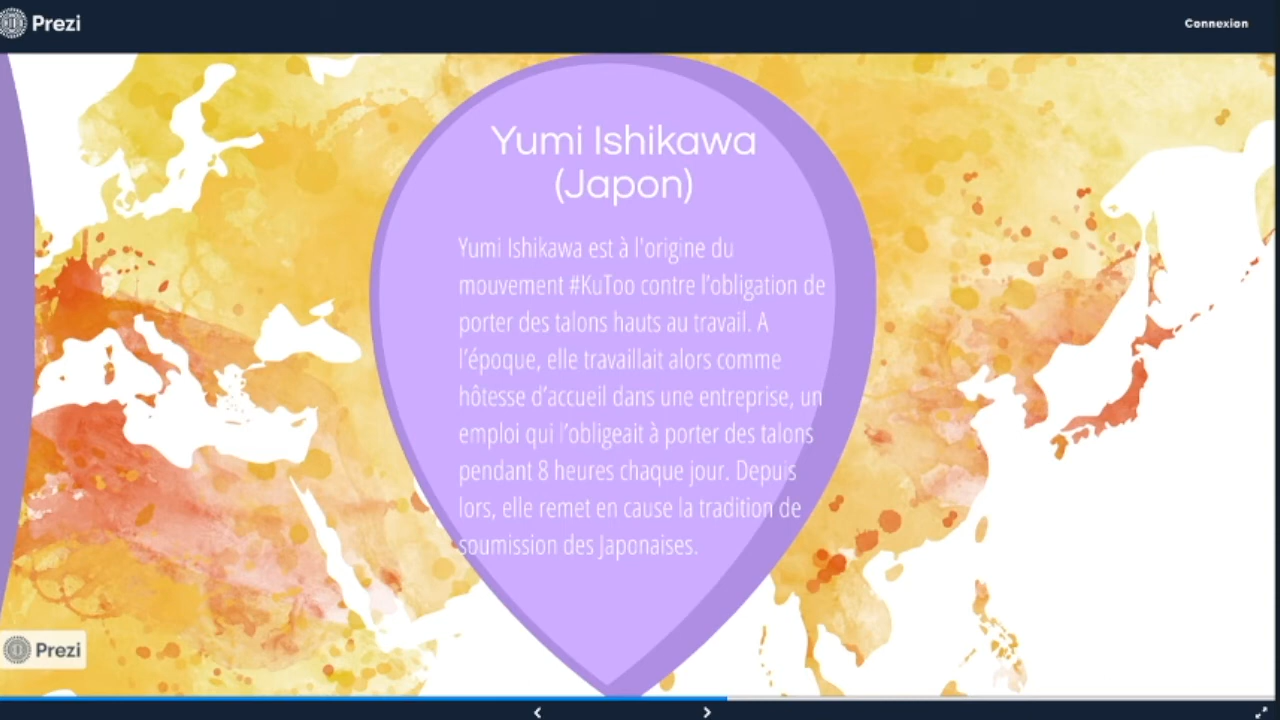 Prezi
Connexion
Yumi Ishikawa
(Japon)
Yumi Ishikawa est à l'origine du
mouvement #KuToo contre l’obligation de
porter des talons hauts au travail. A
l’époque, elle travaillait alors comme
hôtesse d’accueil dans une entreprise, un
emploi qui l’obligeait à porter des talons
pendant 8 heures chaque jour. Depuis
lors, elle remet en cause la tradition de
soumission des Japonaises.
Prezi